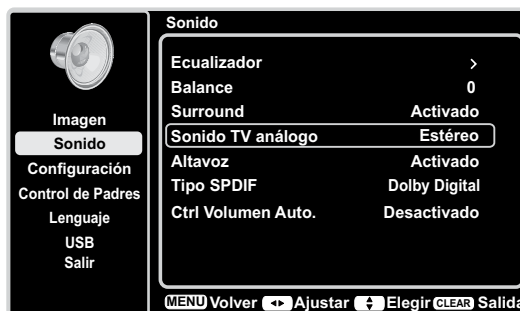 Sonido
Ecualizador >
Balance 0
Surround Activado
Sonido TV análogo Estéreo
Altavoz Activado
Tipo SPDIF Dolby Digital
Ctrl Volumen Auto. Desactivado
Imagen
Sonido
Configuración
Control de Padres
Lenguaje
USB
Salir
MENU Volver Ajustar Elegir CLEAR Salida